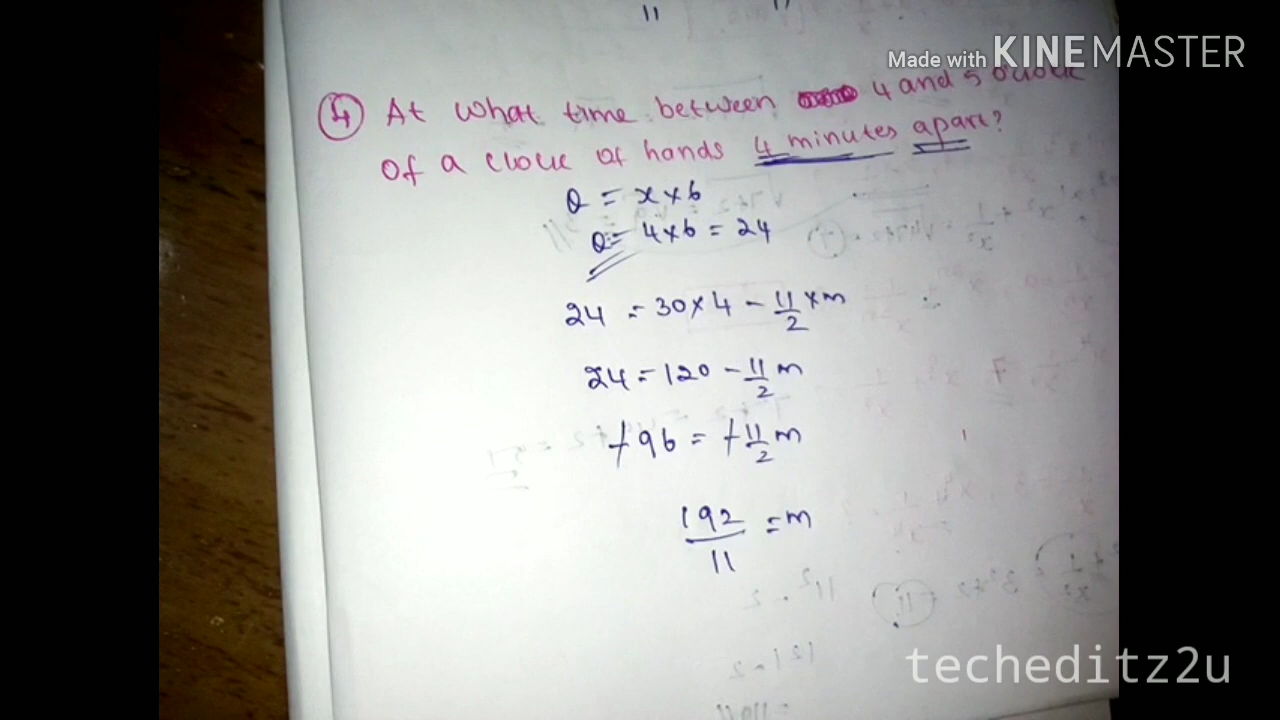 11
Made with KINEMASTER
④ At what time between 4 and 5 o'clock
of a clock of hands 4 minutes apart?
θ = x×6
θ = 4×6 = 24
24 = 30×4 - 11/2 × m
24 = 120 - 11/2 m
+96 = +11/2 m
192/11 = m
techeditz2u